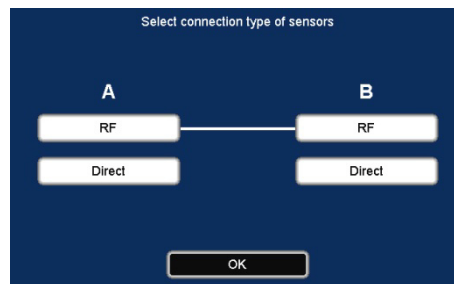 Select connection type of sensors
A B
RF RF
Direct Direct
OK